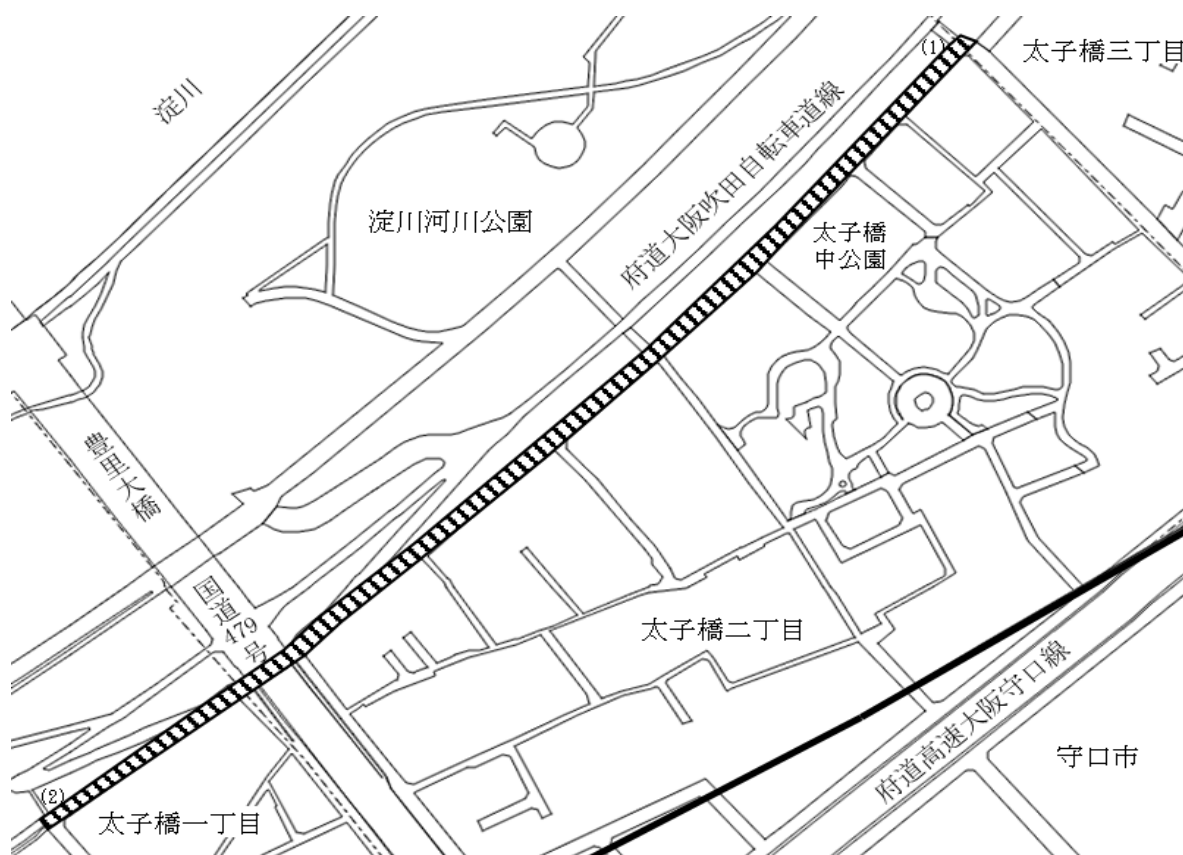 (1)
太子橋三丁目
淀川
府道大阪吹田自転車道線
淀川河川公園
太子橋
中公園
豊里大橋
国道479号
太子橋二丁目
府道高速大阪守口線
守口市
(2)
太子橋一丁目